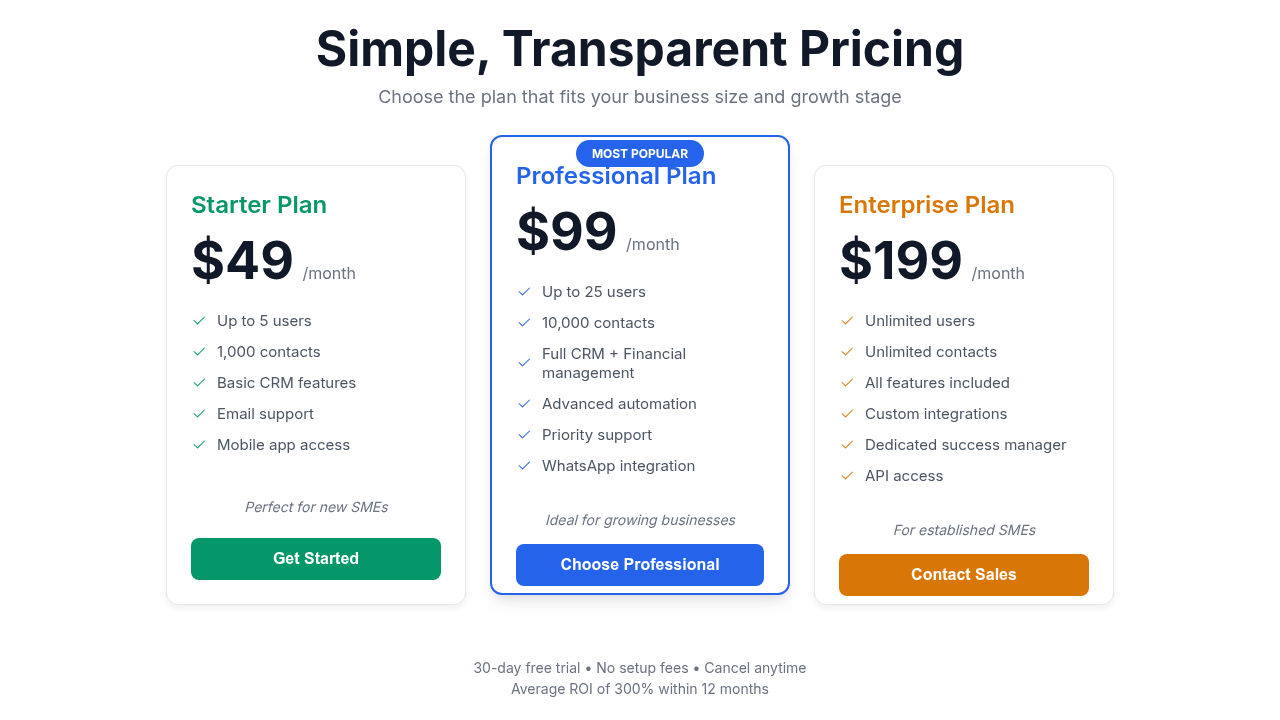 Simple, Transparent Pricing
Choose the plan that fits your business size and growth stage
Starter Plan
$49 /month
Up to 5 users
1,000 contacts
Basic CRM features
Email support
Mobile app access
Perfect for new SMEs
Get Started
MOST POPULAR
Professional Plan
$99 /month
Up to 25 users
10,000 contacts
Full CRM + Financial
management
Advanced automation
Priority support
WhatsApp integration
Ideal for growing businesses
Choose Professional
Enterprise Plan
$199 /month
Unlimited users
Unlimited contacts
All features included
Custom integrations
Dedicated success manager
API access
For established SMEs
Contact Sales
30-day free trial • No setup fees • Cancel anytime
Average ROI of 300% within 12 months